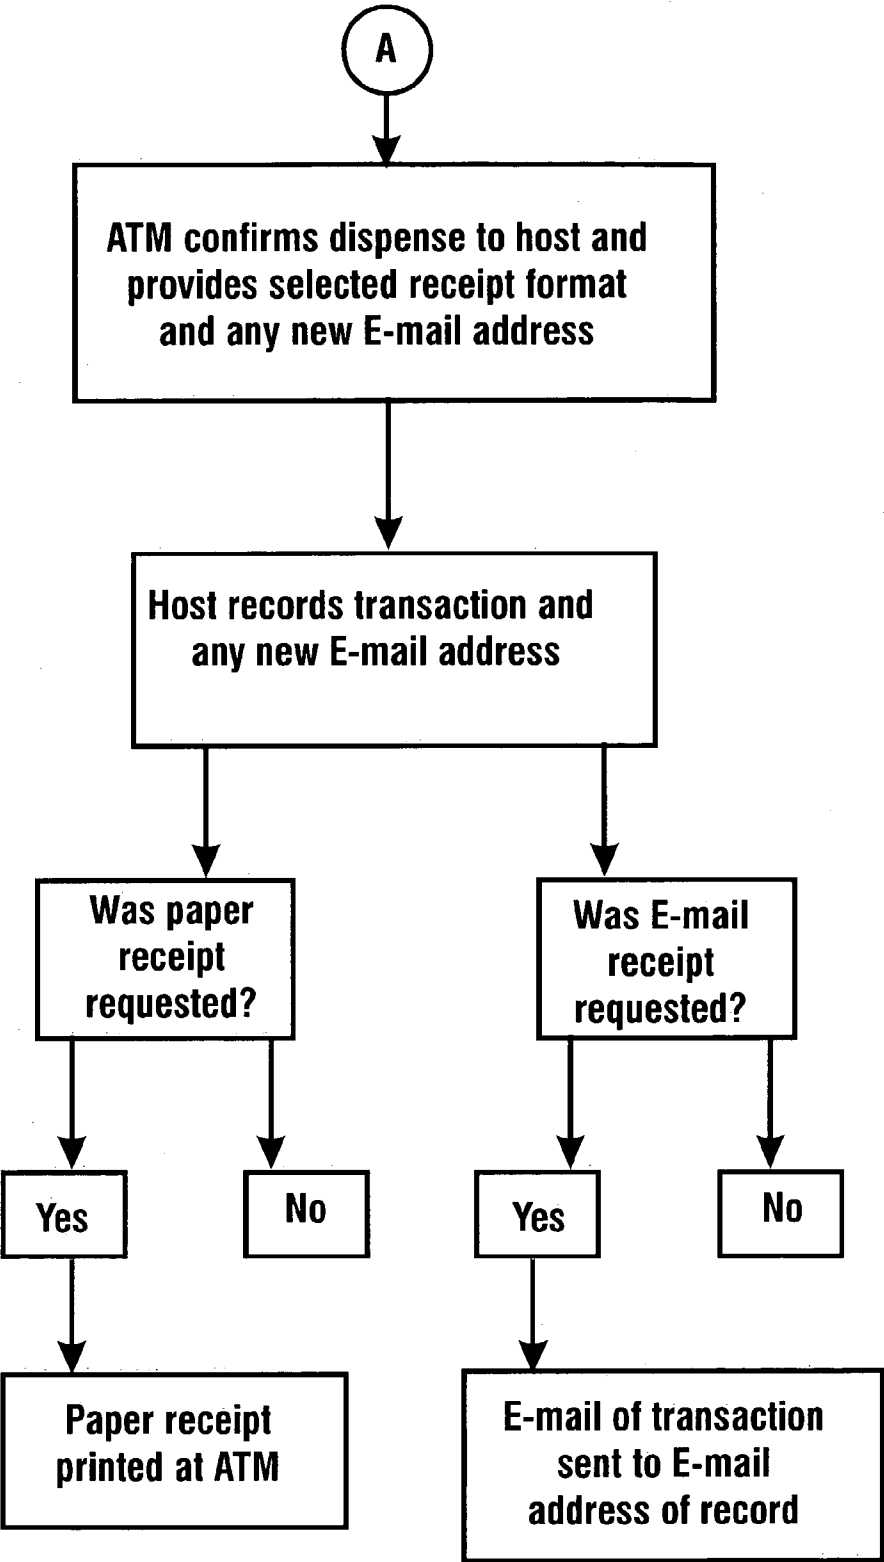 A
ATM confirms dispense to host and
provides selected receipt format
and any new E-mail address
Host records transaction and
any new E-mail address
Was paper
receipt
requested?
Was E-mail
receipt
requested?
Yes
No
Yes
No
Paper receipt
printed at ATM
E-mail of transaction
sent to E-mail
address of record